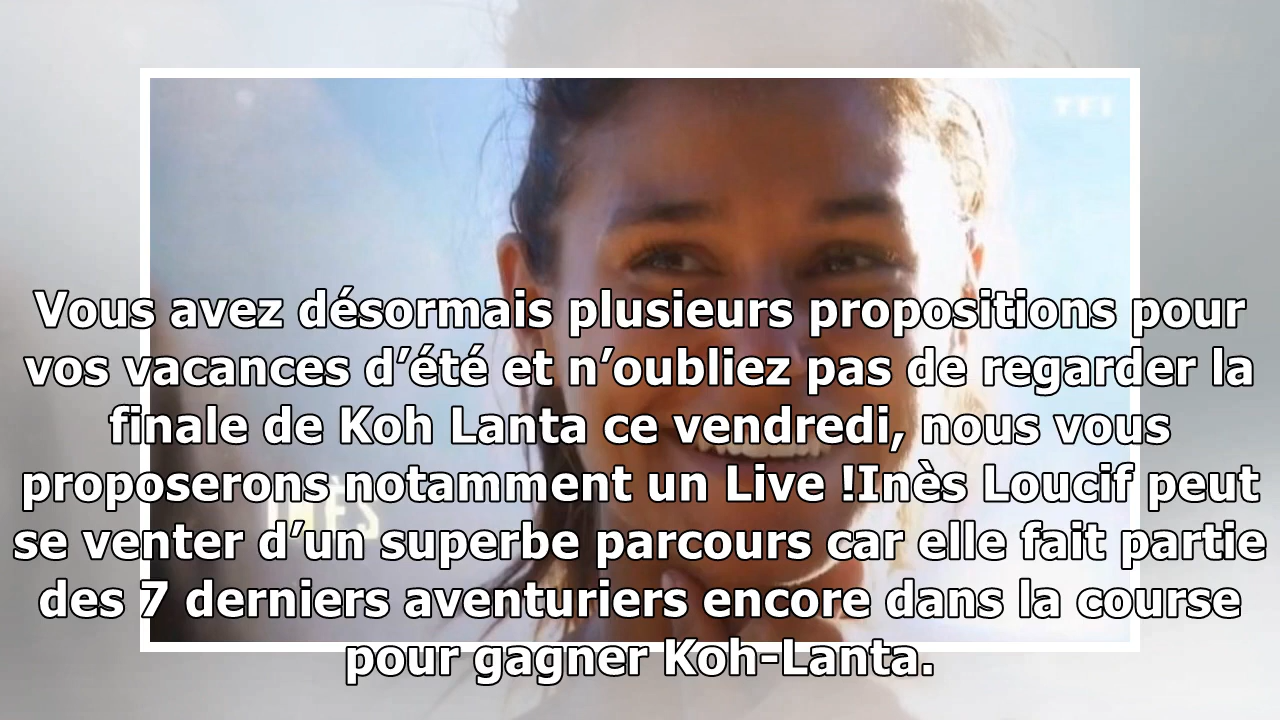 TF1
Vous avez désormais plusieurs propositions pour
vos vacances d’été et n’oubliez pas de regarder la
finale de Koh Lanta ce vendredi, nous vous
proposerons notamment un Live !Inès Loucif peut
INÈS
se venter d’un superbe parcours car elle fait partie
des 7 derniers aventuriers encore dans la course
pour gagner Koh-Lanta.